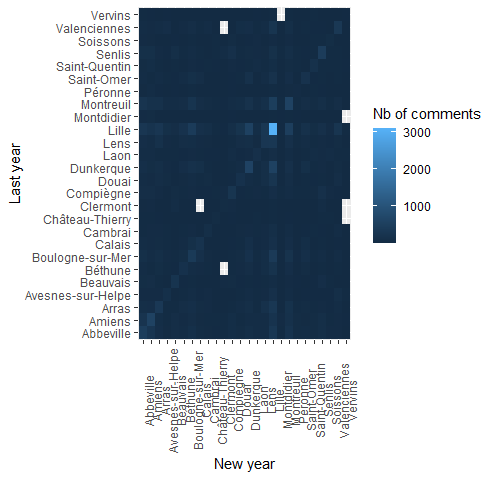 Vervins
Valenciennes
Soissons
Senlis
Saint-Quentin
Saint-Omer
Péronne
Montreuil
Montdidier
Lille
Lens
Laon
Dunkerque
Douai
Compiègne
Clermont
Château-Thierry
Cambrai
Calais
Boulogne-sur-Mer
Béthune
Beauvais
Avesnes-sur-Helpe
Arras
Amiens
Abbeville
Last year
Abbeville
Amiens
Arras
Avesnes-sur-Helpe
Beauvais
Béthune
Boulogne-sur-Mer
Calais
Cambrai
Château-Thierry
Clermont
Compiègne
Douai
Dunkerque
Laon
Lens
Lille
Montdidier
Montreuil
Péronne
Saint-Omer
Saint-Quentin
Senlis
Soissons
Valenciennes
Vervins
New year
Nb of comments
3000
2000
1000